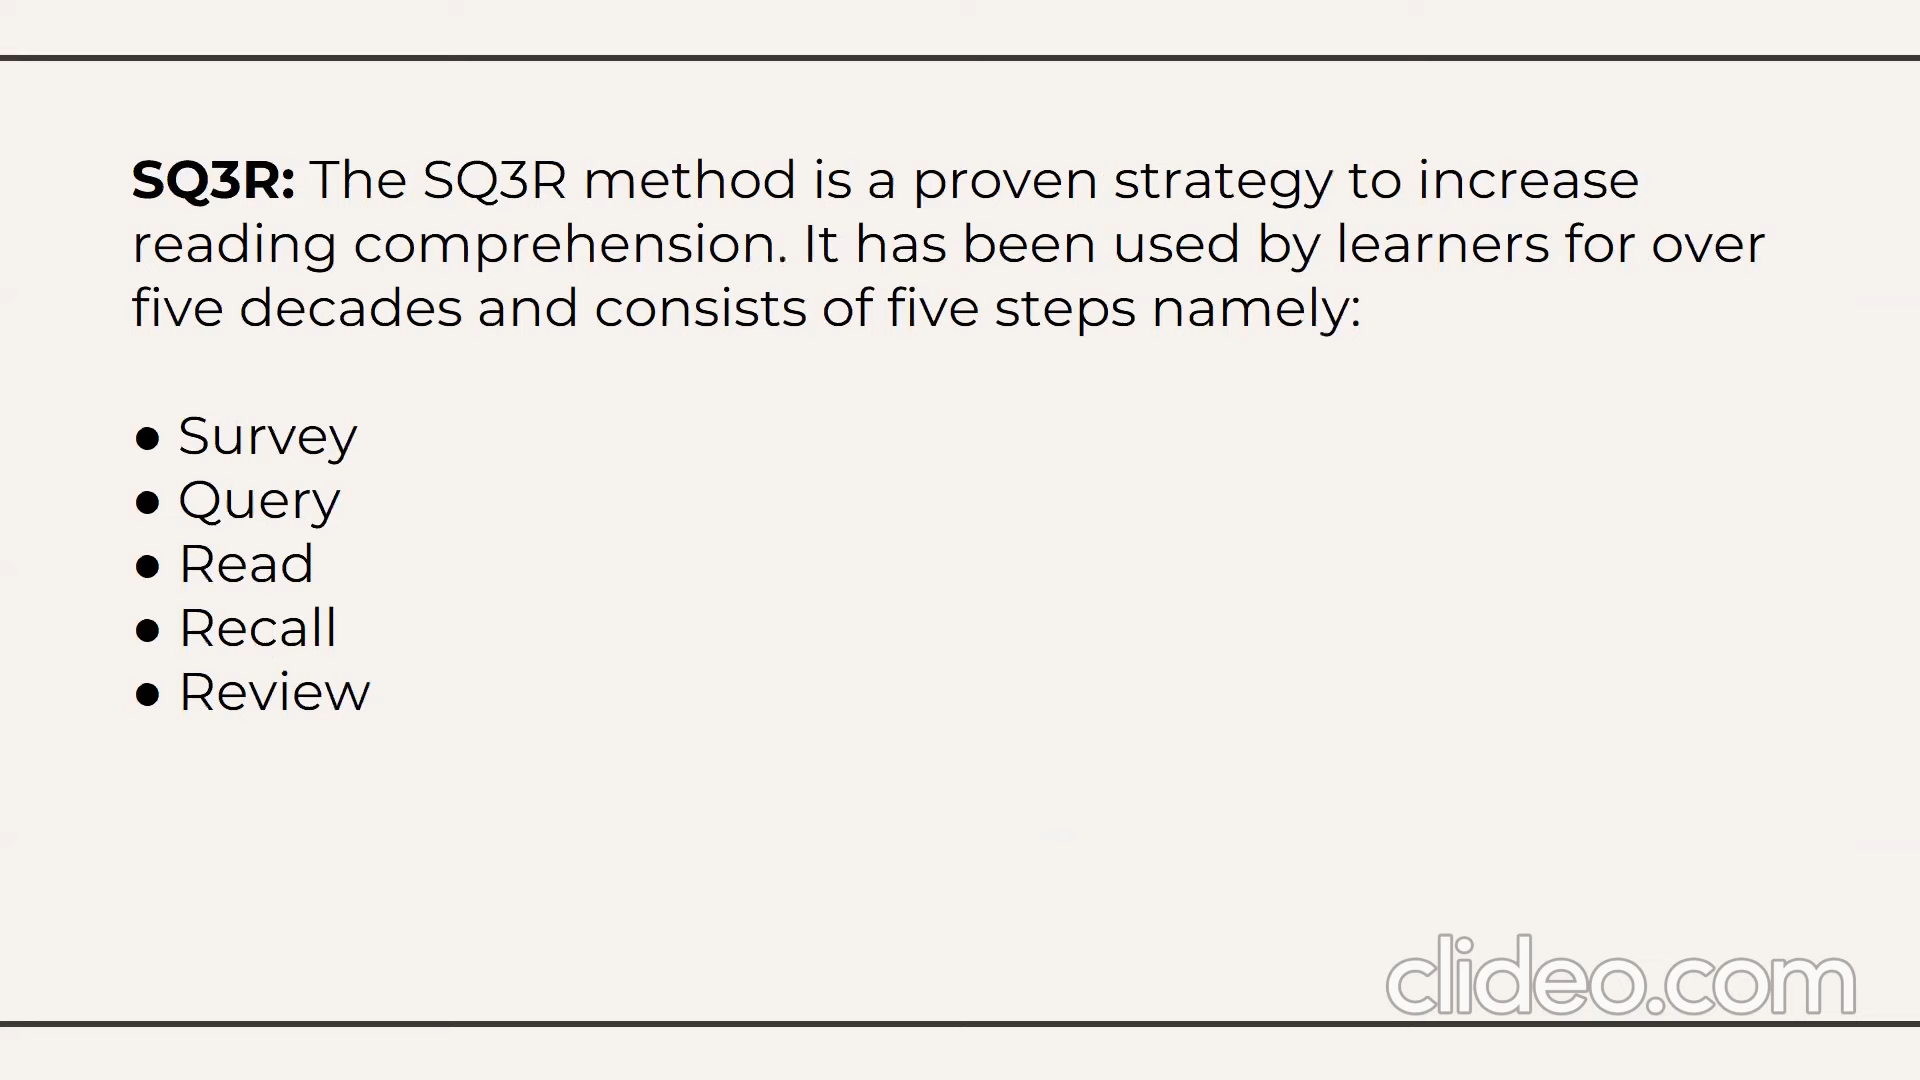 SQ3R: The SQ3R method is a proven strategy to increase
reading comprehension. It has been used by learners for over
five decades and consists of five steps namely:
● Survey
● Query
● Read
● Recall
● Review
clideo.com